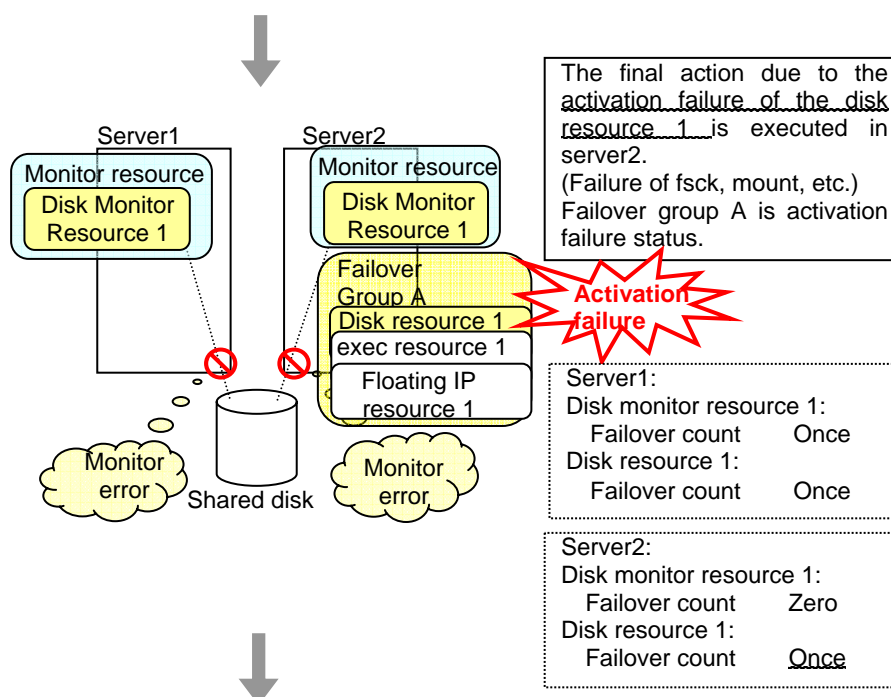 The final action due to the
activation failure of the disk
resource 1 is executed in
server2.
(Failure of fsck, mount, etc.)
Failover group A is activation
failure status.
Server1
Monitor resource
Disk Monitor
Resource 1
Server2
Monitor resource
Disk Monitor
Resource 1
Failover
Group A
Disk resource 1
exec resource 1
Floating IP
resource 1
Activation
failure
Monitor
error
Shared disk
Monitor
error
Server1:
Disk monitor resource 1:
Failover count Once
Disk resource 1:
Failover count Once
Server2:
Disk monitor resource 1:
Failover count Zero
Disk resource 1:
Failover count Once